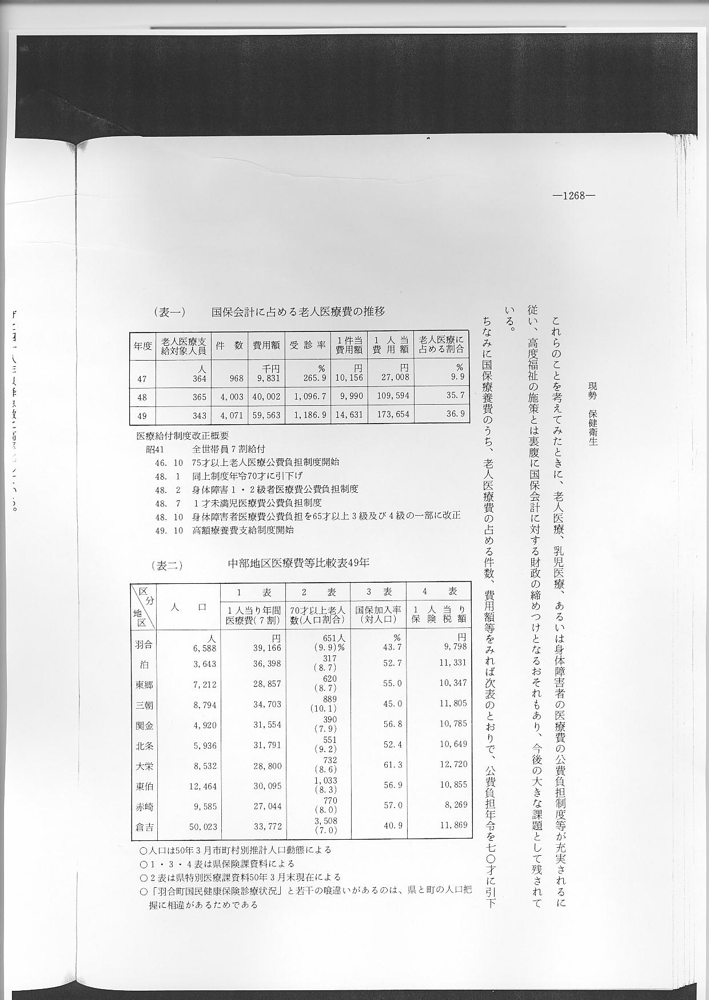 ―1268―
現勢　保健衛生
これらのことを考えてみたときに、老人医療、乳児医療、あるいは身体障害者の医療費の公費負担制度等が充実されるに
従い、高度福祉の施策とは裏腹に国保会計に対する財政の締めつけとなるおそれもあり、今後の大きな課題として残されて
いる。
ちなみに国保療養費のうち、老人医療費の占める件数、費用額等をみれば次表のとおりで、公費負担年令を七〇才に引下
（表一）　国保会計に占める老人医療費の推移
年度　老人医療支給対象人員　件　数　費用額　受診率　1件当費用額　1人当費用額　老人医療に占める割合
人　千円　％　円　円　％
47　364　968　9,831　265.9　10,156　27,008　9.9
48　365　4,003　40,002　1,096.7　9,990　109,594　35.7
49　343　4,071　59,563　1,186.9　14,631　173,654　36.9
医療給付制度改正概要
昭41　全世帯員７割給付
46. 10　75才以上老人医療公費負担制度開始
48. 1　同上制度年令70才に引下げ
48. 2　身体障害１・２級者医療費公費負担制度
48. 7　１才未満児医療費公費負担制度
48. 10　身体障害者医療費公費負担を65才以上３級及び４級の一部に改正
49. 10　高額療養費支給制度開始
（表二）　中部地区医療費等比較表49年
区分　地区　人　口　1　表　2　表　3　表　4　表
1人当り年間医療費(７割)　70才以上老人数(人口割合)　国保加入率(対人口)　1人当り保険税額
人　円　651人　％　円
羽合　6,588　39,166　(9.9)％　43.7　9,798
泊　3,643　36,398　317 (8.7)　52.7　11,331
東郷　7,212　28,857　620 (8.7)　55.0　10,347
三朝　8,794　34,703　889 (10.1)　45.0　11,805
関金　4,920　31,554　390 (7.9)　56.8　10,785
北条　5,936　31,791　551 (9.2)　52.4　10,649
大栄　8,532　28,800　732 (8.6)　61.3　12,720
東伯　12,464　30,095　1,033 (8.3)　56.9　10,855
赤崎　9,585　27,044　770 (8.0)　57.0　8,269
倉吉　50,023　33,772　3,508 (7.0)　40.9　11,869
〇人口は50年３月市町村別推計人口動態による
〇１・３・４表は県保険課資料による
〇２表は県特別医療課資料50年３月末現在による
〇「羽合町国民健康保険診療状況」と若干の喰違いがあるのは、県と町の人口把
握に相違があるためである